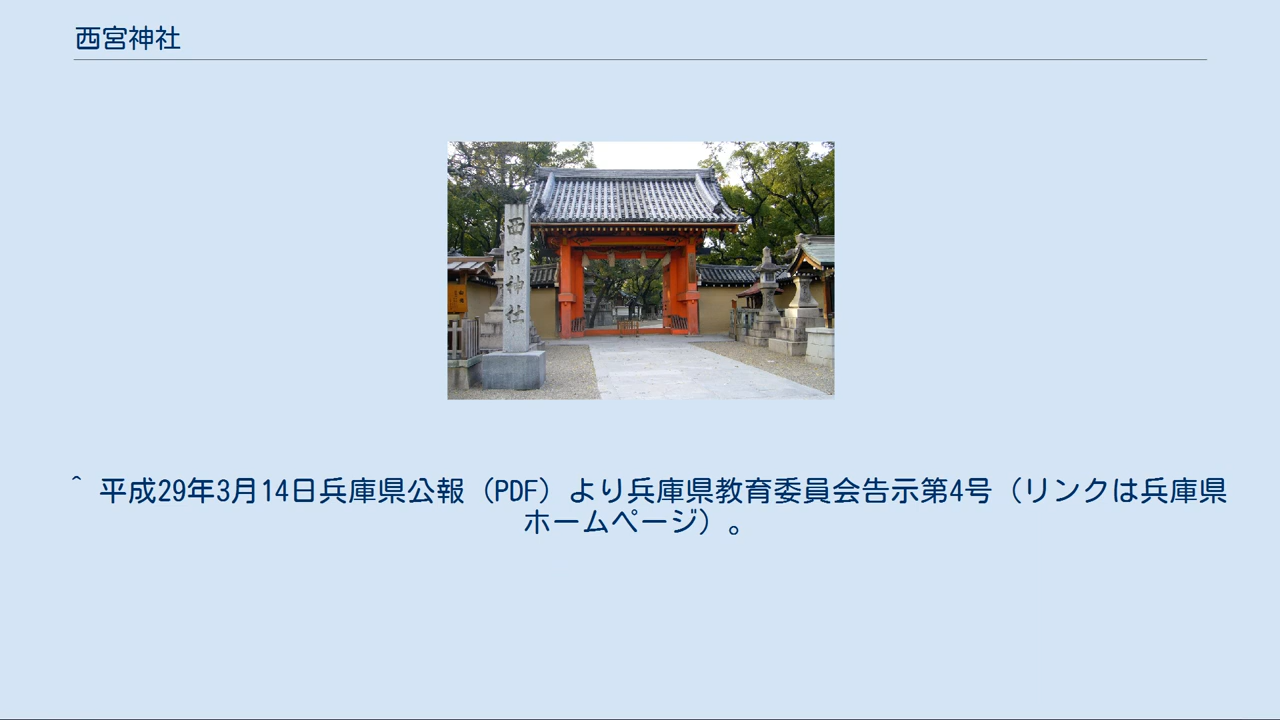 西宮神社
西宮神社
^ 平成29年3月14日兵庫県公報（PDF）より兵庫県教育委員会告示第4号（リンクは兵庫県
ホームページ）。